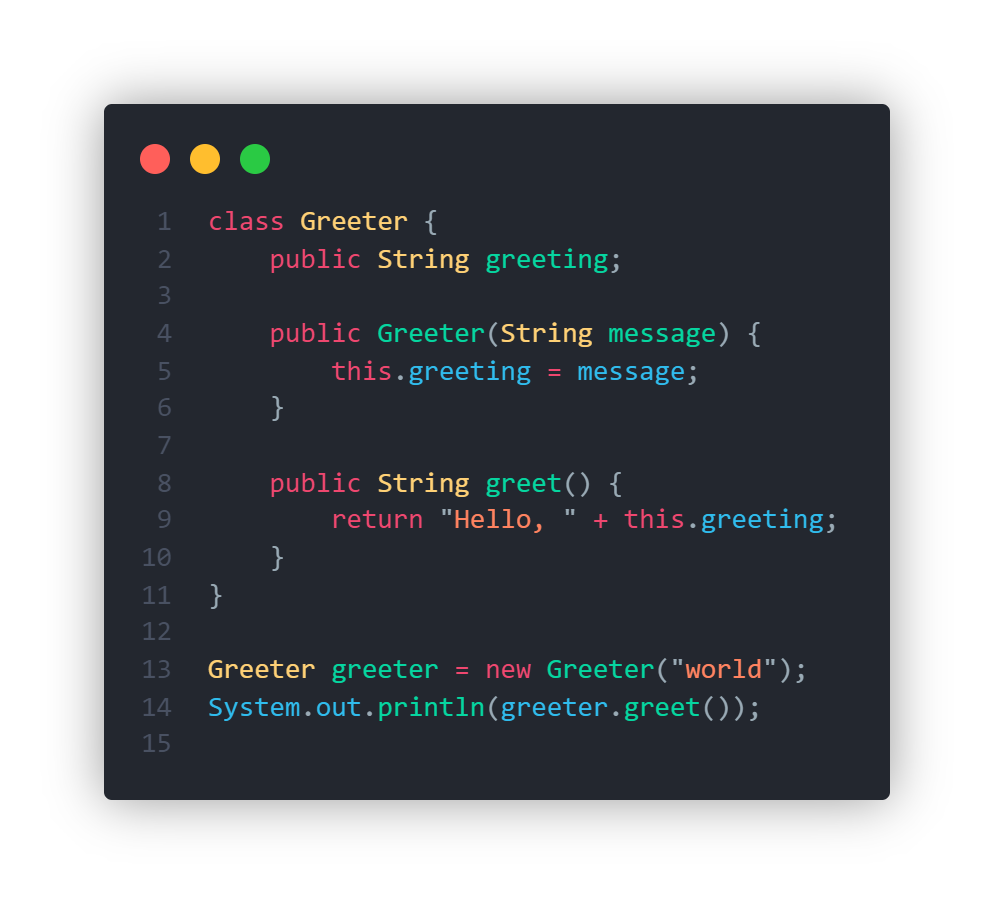 1 class Greeter {
2     public String greeting;
3
4     public Greeter(String message) {
5         this.greeting = message;
6     }
7
8     public String greet() {
9         return "Hello, " + this.greeting;
10     }
11 }
12
13 Greeter greeter = new Greeter("world");
14 System.out.println(greeter.greet());
15